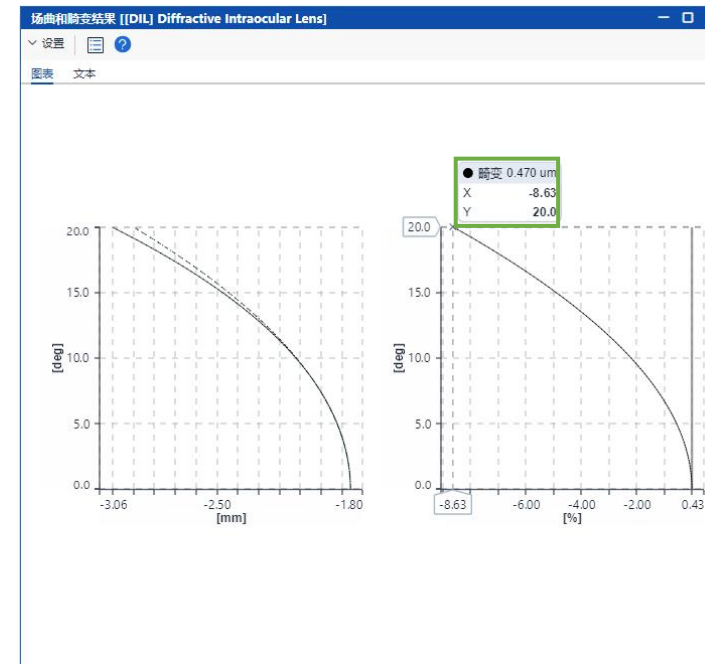 场曲和畸变结果 [[DIL] Diffractive Intraocular Lens]
设置
图表 文本
畸变 0.470 um
X -8.63
Y 20.0
20.0 20.0
15.0 15.0
[deg] [deg]
10.0 10.0
5.0 5.0
0.0 0.0
-3.06 -2.50 -1.80 -8.63 -6.00 -4.00 -2.00 0.43
[mm] [%]